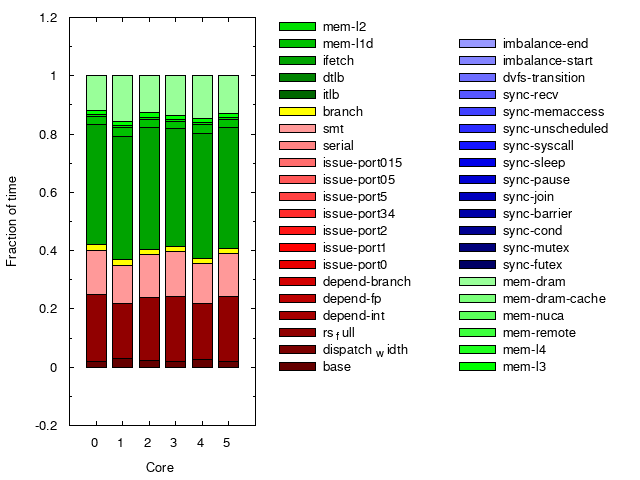 1.2
1
0.8
0.6
0.4
0.2
0
-0.2
Fraction of time
0 1 2 3 4 5
Core
mem-l2
mem-l1d
ifetch
dtlb
itlb
branch
smt
serial
issue-port015
issue-port05
issue-port5
issue-port34
issue-port2
issue-port1
issue-port0
depend-branch
depend-fp
depend-int
rs_full
dispatch_width
base
imbalance-end
imbalance-start
dvfs-transition
sync-recv
sync-memaccess
sync-unscheduled
sync-syscall
sync-sleep
sync-pause
sync-join
sync-barrier
sync-cond
sync-mutex
sync-futex
mem-dram
mem-dram-cache
mem-nuca
mem-remote
mem-l4
mem-l3